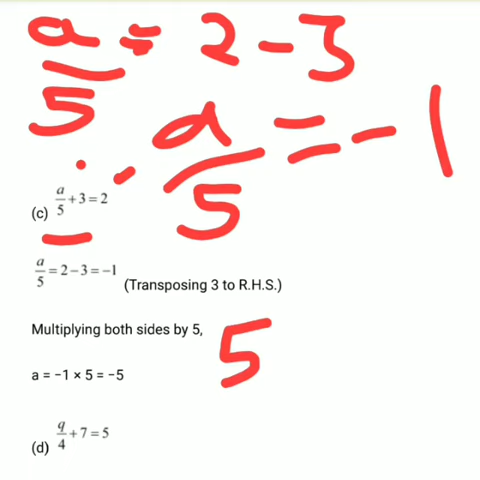 a/5 = 2 - 3
∴ - a/5 = - 1
(c) a/5 + 3 = 2
a/5 = 2 - 3 = -1 (Transposing 3 to R.H.S.)
Multiplying both sides by 5,
5
a = -1 × 5 = -5
(d) q/4 + 7 = 5